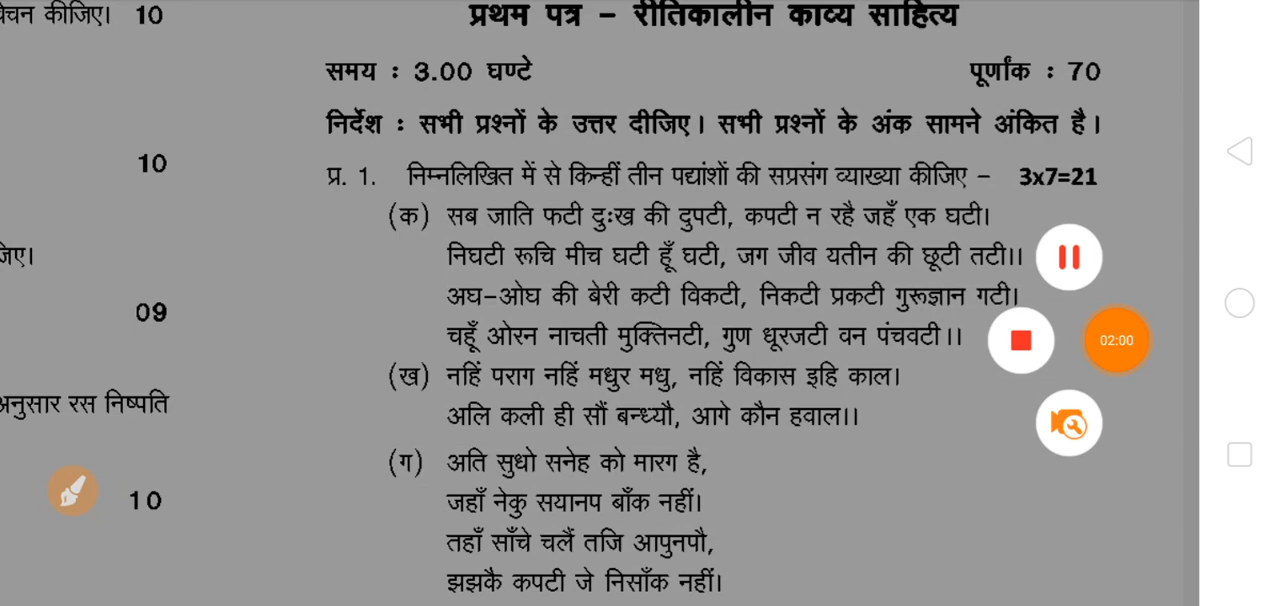 वेचन कीजिए। 10
10
जिए।
09
अनुसार रस निष्पति
10
प्रथम पत्र – रीतिकालीन काव्य साहित्य
समय : 3.00 घण्टे पूर्णांक : 70
निर्देश : सभी प्रश्नों के उत्तर दीजिए। सभी प्रश्नों के अंक सामने अंकित है।
प्र. 1. निम्नलिखित में से किन्हीं तीन पद्यांशों की सप्रसंग व्याख्या कीजिए – 3x7=21
(क) सब जाति फटी दुःख की दुपटी, कपटी न रहै जहँ एक घटी।
निघटी रूचि मीच घटी हूँ घटी, जग जीव यतीन की छूटी तटी।।
अघ-ओघ की बेरी कटी विकटी, निकटी प्रकटी गुरूज्ञान गटी।
चहूँ ओरन नाचती मुक्तिनटी, गुण धूरजटी वन पंचवटी।।
(ख) नहिं पराग नहिं मधुर मधु, नहिं विकास इहि काल।
अलि कली ही सौं बन्ध्यौ, आगे कौन हवाल।।
(ग) अति सुधो सनेह को मारग है,
जहाँ नेकु सयानप बाँक नहीं।
तहाँ साँचे चलैं तजि आपुनपौ,
झझकै कपटी जे निसाँक नहीं।
02:00